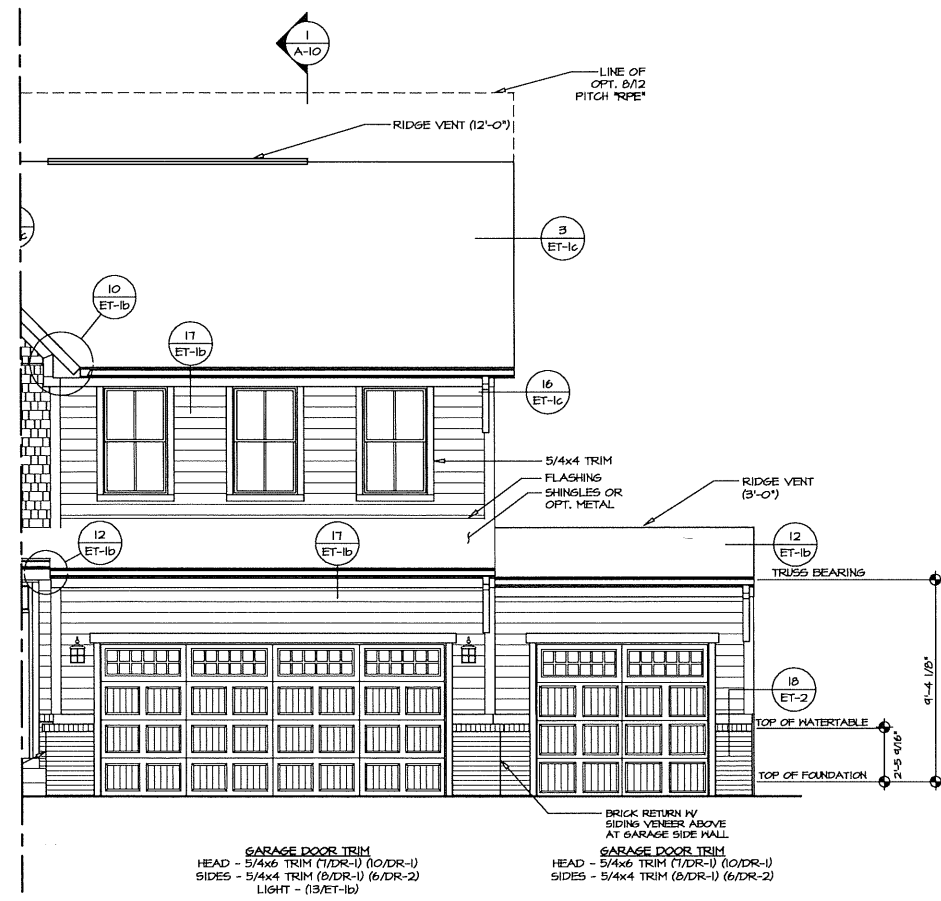 1
A-10
LINE OF
OPT. 8/12
PITCH "RPE"
RIDGE VENT (12'-0")
3
ET-1c
10
ET-1b
17
ET-1b
16
ET-1c
5/4x4 TRIM
FLASHING
SHINGLES OR
OPT. METAL
RIDGE VENT
(3'-0")
12
ET-1b
17
ET-1b
12
ET-1b
TRUSS BEARING
9'-4 1/8"
18
ET-2
TOP OF WATERTABLE
2'-5 9/16"
TOP OF FOUNDATION
BRICK RETURN W/
SIDING VENEER ABOVE
AT GARAGE SIDE WALL
GARAGE DOOR TRIM
HEAD - 5/4x6 TRIM (7/DR-1) (10/DR-1)
SIDES - 5/4x4 TRIM (8/DR-1) (6/DR-2)
LIGHT - (13/ET-1b)
GARAGE DOOR TRIM
HEAD - 5/4x6 TRIM (7/DR-1) (10/DR-1)
SIDES - 5/4x4 TRIM (8/DR-1) (6/DR-2)